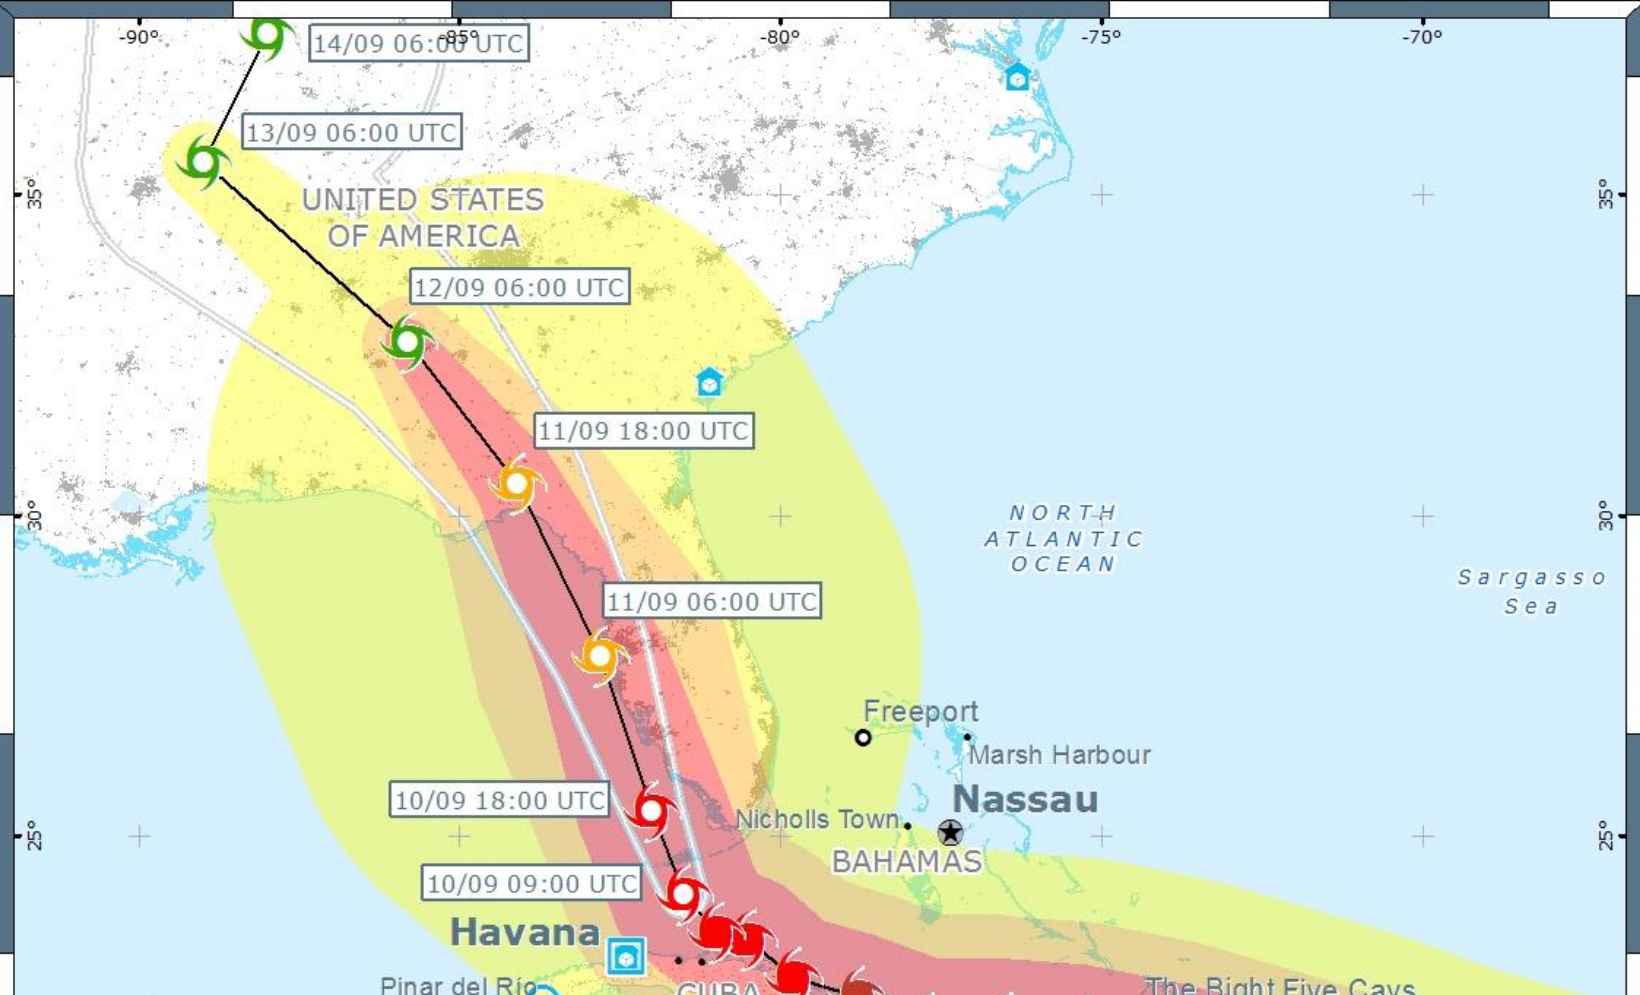 -90°
-85°
-80°
-75°
-70°
14/09 06:00 UTC
13/09 06:00 UTC
35°
35°
UNITED STATES
OF AMERICA
12/09 06:00 UTC
11/09 18:00 UTC
30°
30°
NORTH
ATLANTIC
OCEAN
Sargasso
Sea
11/09 06:00 UTC
Freeport
Marsh Harbour
10/09 18:00 UTC
Nassau
Nicholls Town
25°
25°
BAHAMAS
10/09 09:00 UTC
Havana
Pinar del Río
CUBA
The Bight Five Cays